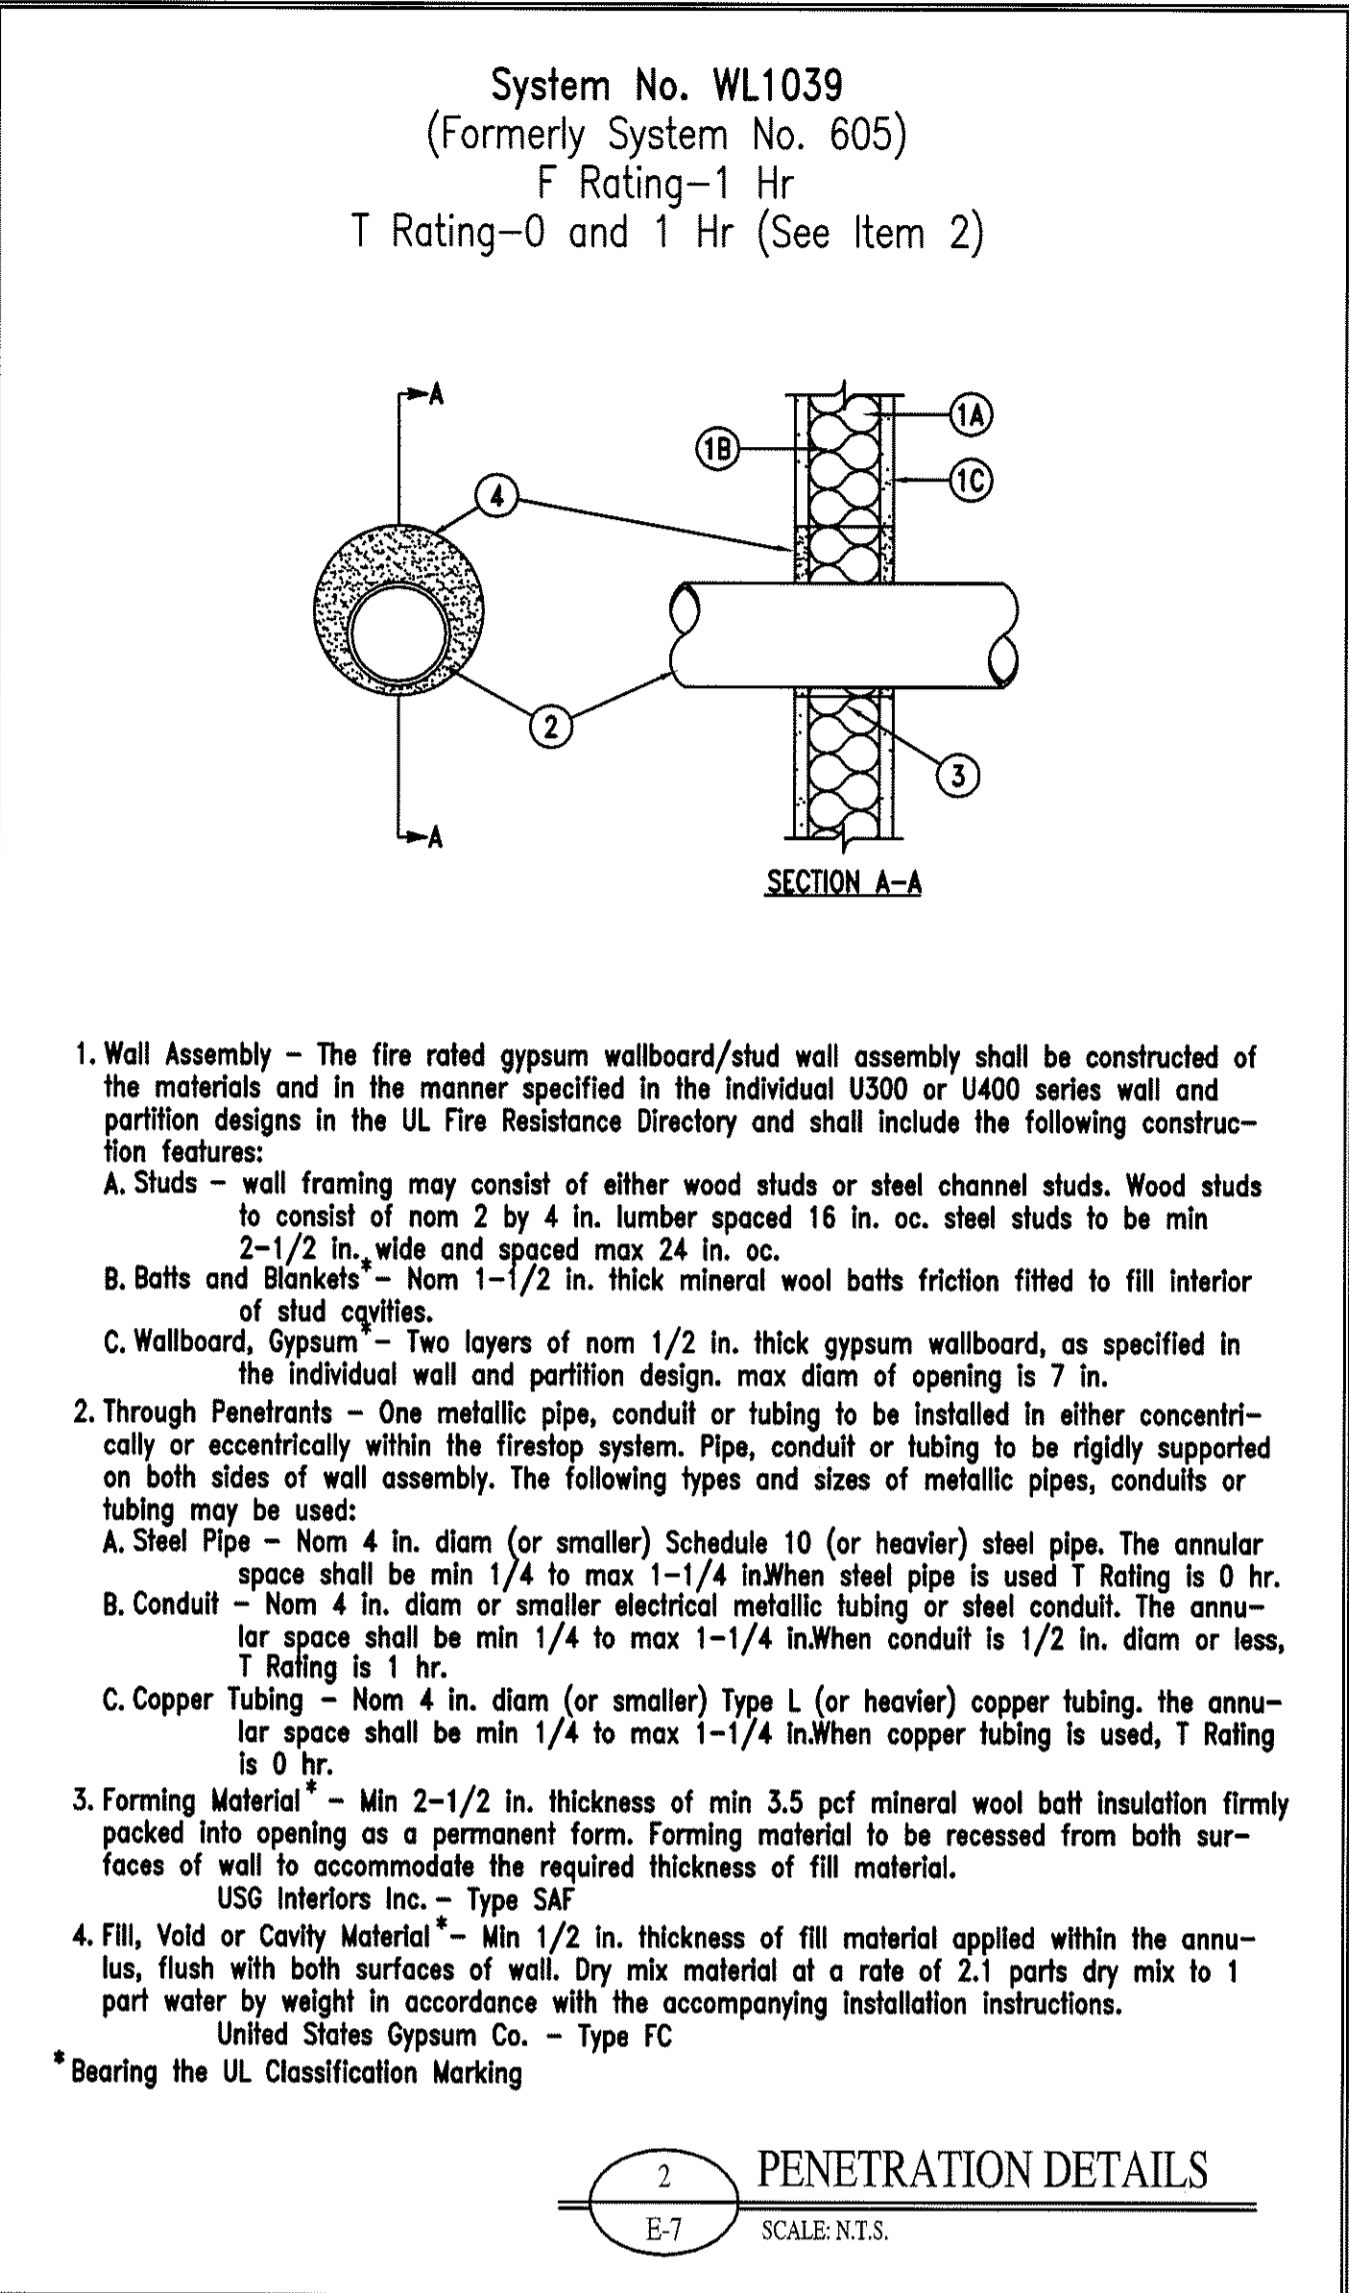 System No. WL1039
(Formerly System No. 605)
F Rating-1 Hr
T Rating-0 and 1 Hr (See Item 2)
A
1A
1B
1C
4
2
3
A
SECTION A-A
1. Wall Assembly - The fire rated gypsum wallboard/stud wall assembly shall be constructed of
the materials and in the manner specified in the individual U300 or U400 series wall and
partition designs in the UL Fire Resistance Directory and shall include the following construc-
tion features:
A. Studs - wall framing may consist of either wood studs or steel channel studs. Wood studs
to consist of nom 2 by 4 in. lumber spaced 16 in. oc. steel studs to be min
2-1/2 in. wide and spaced max 24 in. oc.
B. Batts and Blankets* - Nom 1-1/2 in. thick mineral wool batts friction fitted to fill interior
of stud cavities.
C. Wallboard, Gypsum* - Two layers of nom 1/2 in. thick gypsum wallboard, as specified in
the individual wall and partition design. max diam of opening is 7 in.
2. Through Penetrants - One metallic pipe, conduit or tubing to be installed in either concentri-
cally or eccentrically within the firestop system. Pipe, conduit or tubing to be rigidly supported
on both sides of wall assembly. The following types and sizes of metallic pipes, conduits or
tubing may be used:
A. Steel Pipe - Nom 4 in. diam (or smaller) Schedule 10 (or heavier) steel pipe. The annular
space shall be min 1/4 to max 1-1/4 in.When steel pipe is used T Rating is 0 hr.
B. Conduit - Nom 4 in. diam or smaller electrical metallic tubing or steel conduit. The annu-
lar space shall be min 1/4 to max 1-1/4 in.When conduit is 1/2 in. diam or less,
T Rating is 1 hr.
C. Copper Tubing - Nom 4 in. diam (or smaller) Type L (or heavier) copper tubing. the annu-
lar space shall be min 1/4 to max 1-1/4 in.When copper tubing is used, T Rating
is 0 hr.
3. Forming Material* - Min 2-1/2 in. thickness of min 3.5 pcf mineral wool batt insulation firmly
packed into opening as a permanent form. Forming material to be recessed from both sur-
faces of wall to accommodate the required thickness of fill material.
USG Interiors Inc. - Type SAF
4. Fill, Void or Cavity Material* - Min 1/2 in. thickness of fill material applied within the annu-
lus, flush with both surfaces of wall. Dry mix material at a rate of 2.1 parts dry mix to 1
part water by weight in accordance with the accompanying installation instructions.
United States Gypsum Co. - Type FC
* Bearing the UL Classification Marking
2
E-7
PENETRATION DETAILS
SCALE: N.T.S.